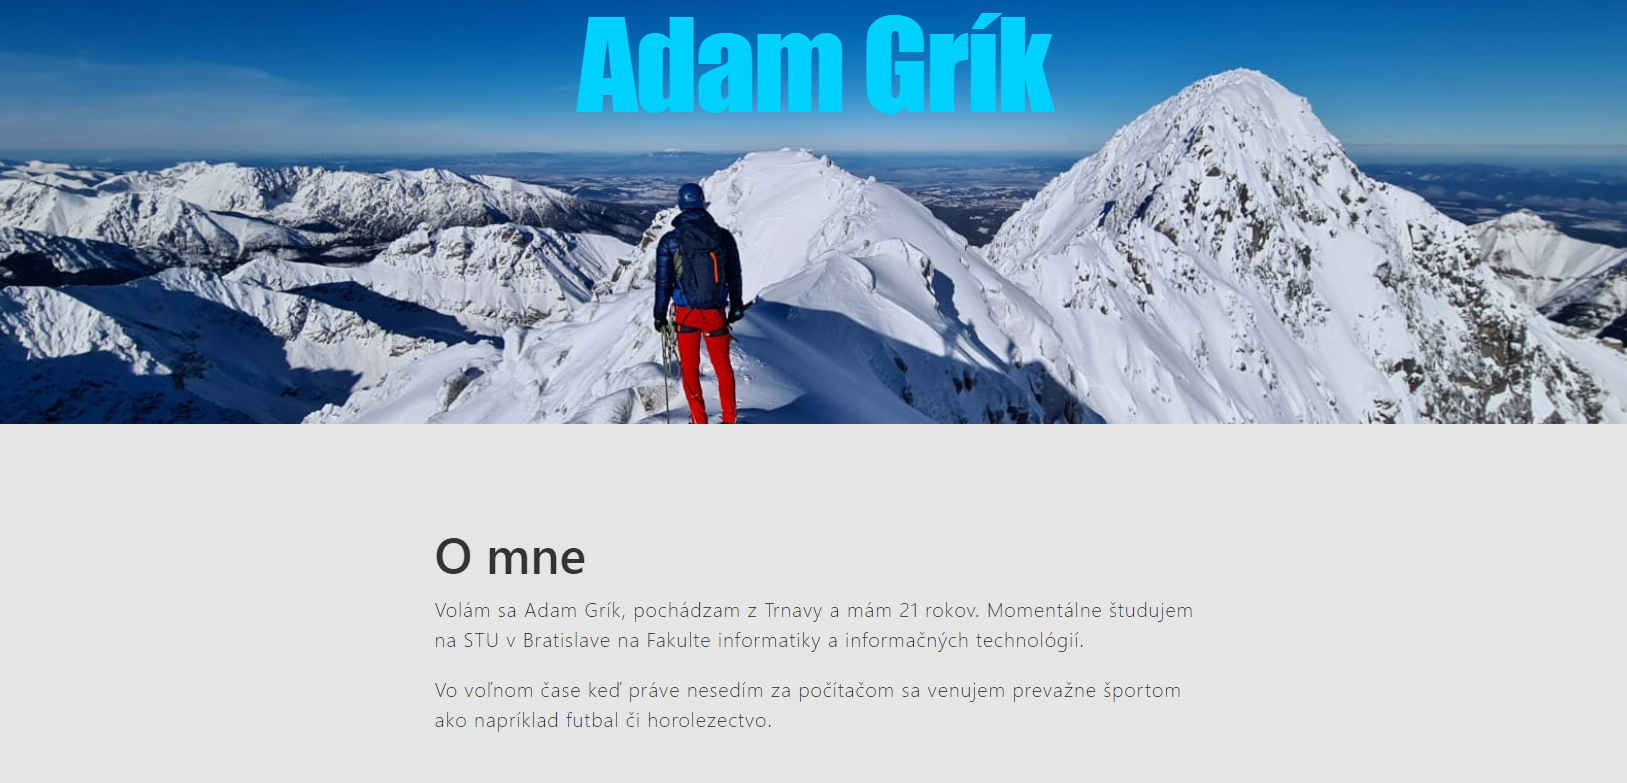 Adam Grík
O mne
Volám sa Adam Grík, pochádzam z Trnavy a mám 21 rokov. Momentálne študujem
na STU v Bratislave na Fakulte informatiky a informačných technológií.
Vo voľnom čase keď práve nesedím za počítačom sa venujem prevažne športom
ako napríklad futbal či horolezectvo.